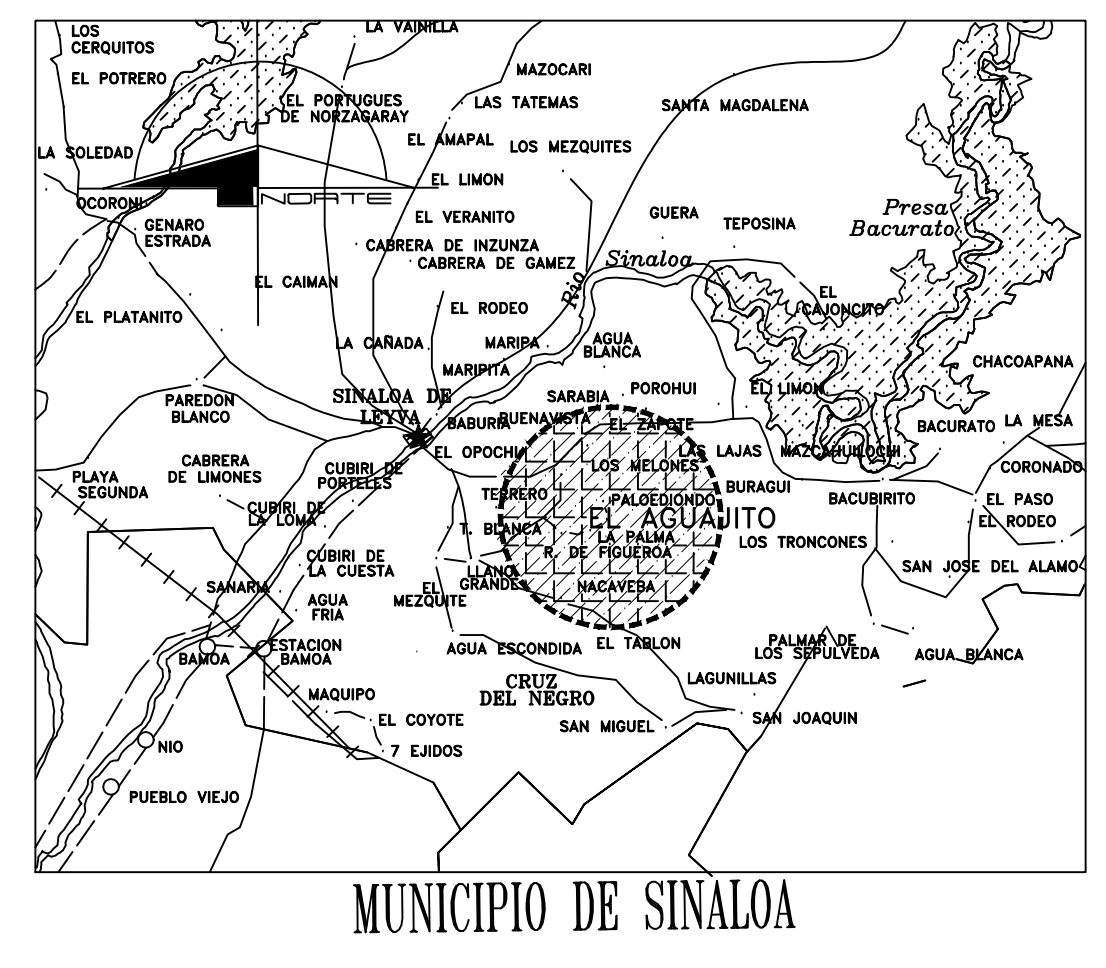 LA VAINILLA
LOS
CERQUITOS
EL POTRERO
MAZOCARI
EL PORTUGUES
DE NORZAGARAY
LAS TATEMAS
SANTA MAGDALENA
EL AMAPAL
LOS MEZQUITES
LA SOLEDAD
EL LIMON
OCORONI
NORTE
GENARO
ESTRADA
EL VERANITO
GUERA
TEPOSINA
Presa
Bacurato
CABRERA DE INZUNZA
CABRERA DE GAMEZ
Rio Sinaloa
EL CAIMAN
EL
CAJONCITO
EL PLATANITO
EL RODEO
LA CAÑADA
MARIPA
AGUA
BLANCA
MARIPITA
CHACOAPANA
SINALOA DE
LEYVA
SARABIA
POROHUI
EL LIMON
PAREDON
BLANCO
BABURIA
BUENAVISTA
EL ZAPOTE
BACURATO
LA MESA
EL OPOCHI
LAS LAJAS
MAZCAHUILOCHI
CABRERA
DE LIMONES
CUBIRI DE
PORTELES
LOS MELONES
CORONADO
PLAYA
SEGUNDA
TERRERO
PALOEDIONDO
BURAGUI
BACUBIRITO
EL PASO
CUBIRI DE
LA LOMA
EL AGUAJITO
EL RODEO
T. BLANCA
LA PALMA
LOS TRONCONES
R. DE FIGUEROA
CUBIRI DE
LA CUESTA
LLANO
GRANDE
SAN JOSE DEL ALAMO
SANARIA
EL
MEZQUITE
NACAVEBA
AGUA
FRIA
ESTACION
BAMOA
BAMOA
AGUA ESCONDIDA
EL TABLON
PALMAR DE
LOS SEPULVEDA
AGUA BLANCA
CRUZ
DEL NEGRO
LAGUNILLAS
MAQUIPO
EL COYOTE
SAN MIGUEL
SAN JOAQUIN
NIO
7 EJIDOS
PUEBLO VIEJO
MUNICIPIO DE SINALOA